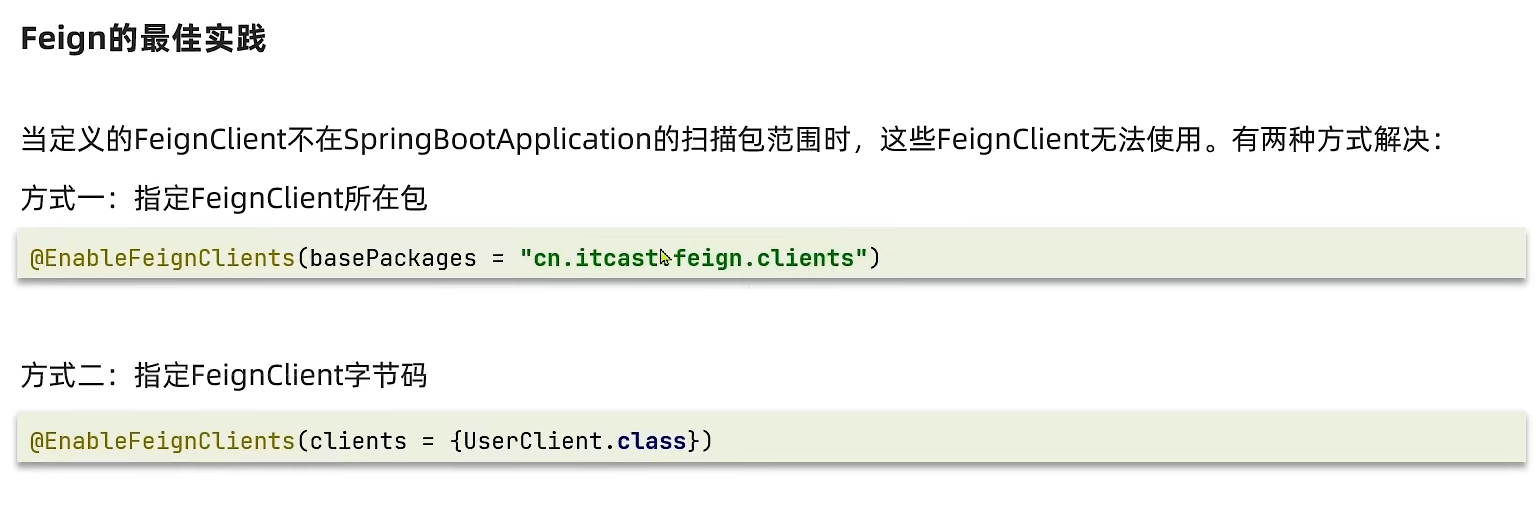 Feign的最佳实践
当定义的FeignClient不在SpringBootApplication的扫描包范围时，这些FeignClient无法使用。有两种方式解决：
方式一：指定FeignClient所在包
@EnableFeignClients(basePackages = "cn.itcast.feign.clients")
方式二：指定FeignClient字节码
@EnableFeignClients(clients = {UserClient.class})